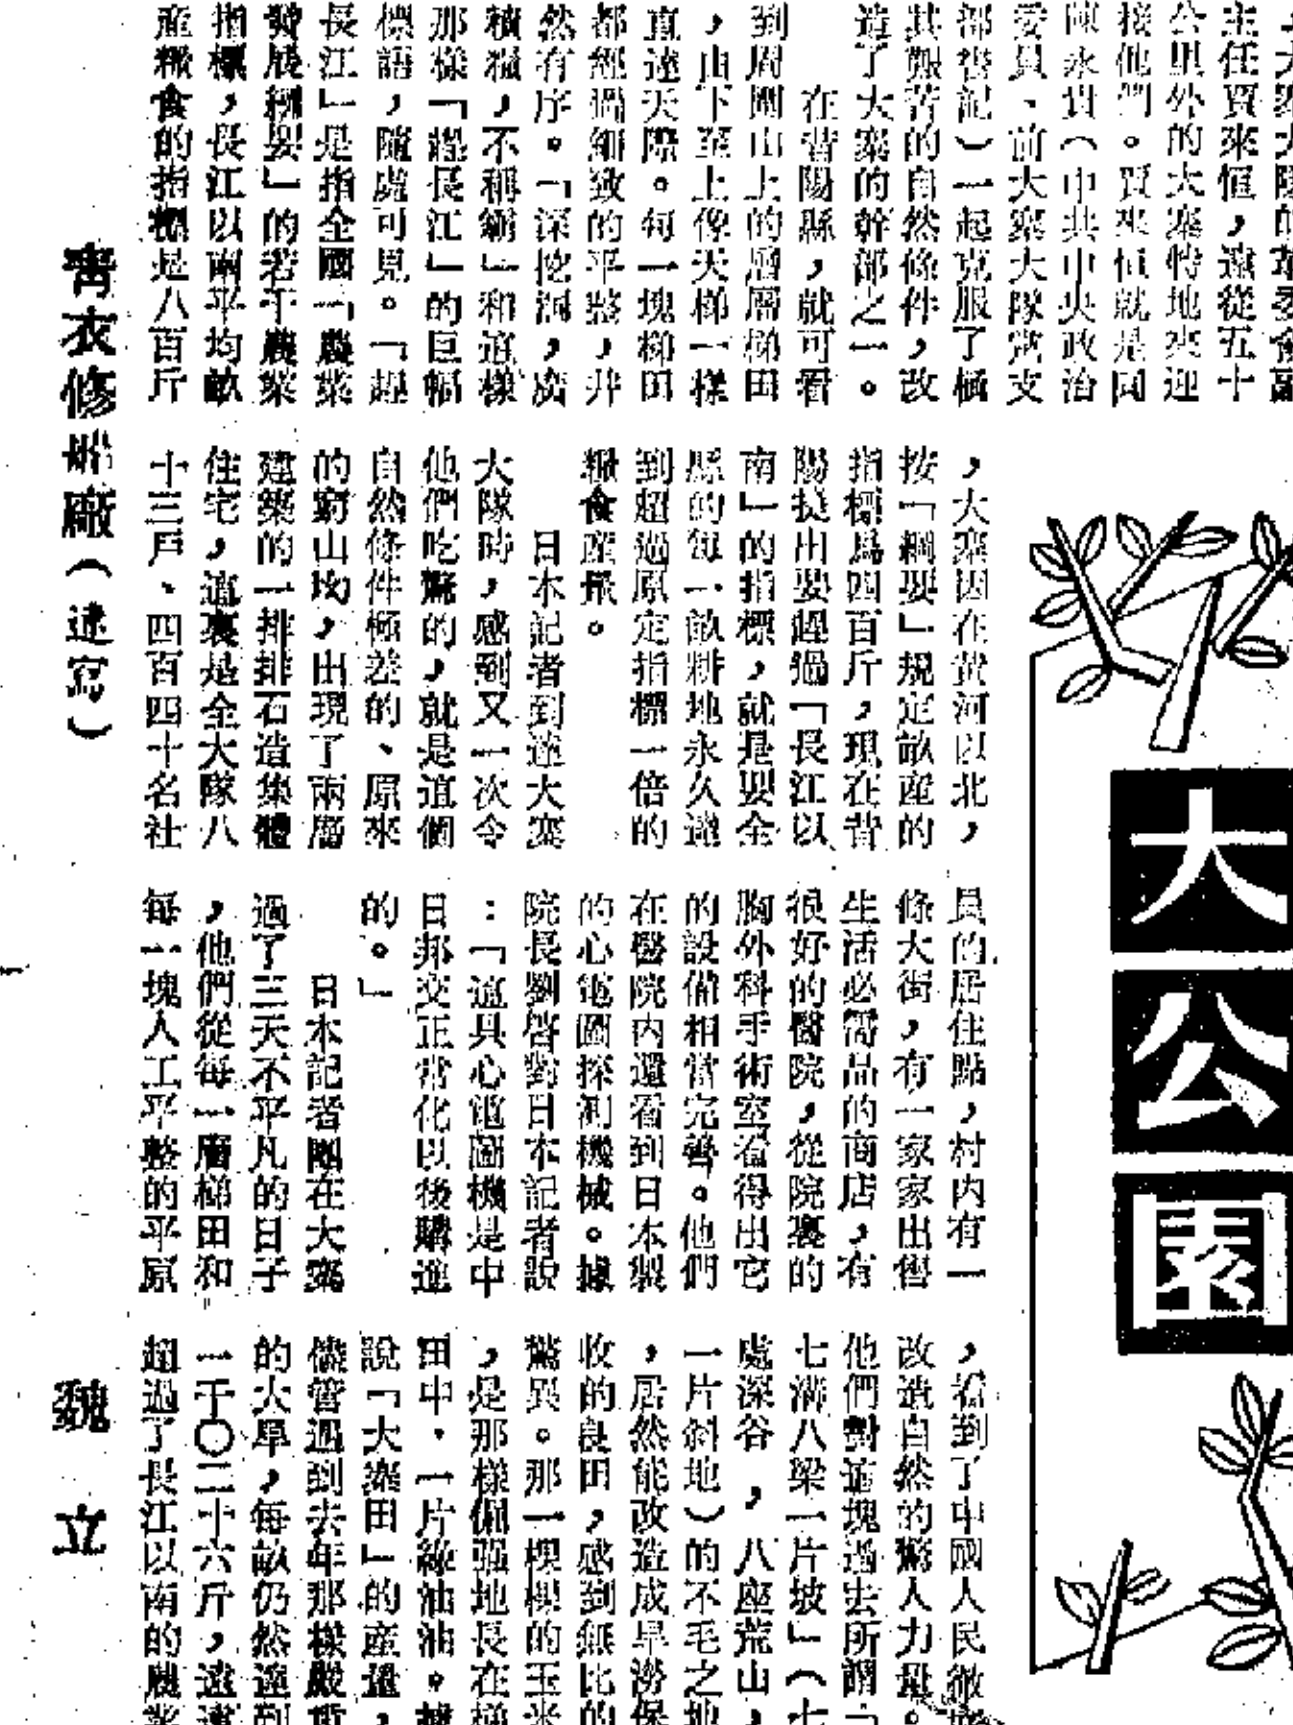 ，大寨大隊的革委會副
主任賈來恒，遠從五十
公里外的大寨特地來迎
接他們。賈來恒就是同
陳永貴（中共中央政治
委員、前大寨大隊黨支
部書記）一起克服了極
其艱苦的自然條件，改
造了大寨的幹部之一。
在昔陽縣，就可看
到周圍山上的層層梯田
，由下至上像天梯一樣
直達天際。每一塊梯田
都經過細致的平整，井
然有序。「深挖洞，廣
積糧，不稱霸」和這樣
那樣「趕長江」的巨幅
標語，隨處可見。「趕
長江」是指全國「農業
發展綱要」的若干農業
指標，長江以南平均畝
産糧食的指標是八百斤
，大寨因在黃河以北，
按「綱要」規定畝産的
指標爲四百斤，現在昔
陽提出要趕過「長江以
南」的指標，就是要全
縣的每一畝耕地永久達
到超過原定指標一倍的
糧食産量。
日本記者到達大寨
大隊時，感到又一次令
他們吃驚的，就是這個
自然條件極差的、原來
的窮山坳，出現了兩層
建築的一排排石造集體
住宅，這裏是全大隊八
十三戶、四百四十名社
員的居住點，村内有一
條大街，有一家家出售
生活必需品的商店，有
很好的醫院，從院裏的
胸外科手術室看得出它
的設備相當完善。他們
在醫院内還看到日本製
的心電圖探測機械。據
院長劉啓對日本記者說
：「這具心電圖機是中
日邦交正常化以後購進
的。」
日本記者團在大寨
過了三天不平凡的日子
，他們從每一層梯田和
每一塊人工平整的平原
，看到了中國人民徹底
改造自然的驚人力量。
他們對這塊過去所謂「
七溝八梁一片坡」（七
處深谷，八座荒山，
一片斜地）的不毛之地
，居然能改造成旱澇保
收的良田，感到無比的
驚異。那一棵棵的玉米
，是那樣倔强地長在梯
田中，一片綠油油。據
說「大寨田」的産量，
儘管遇到去年那樣嚴重
的大旱，每畝仍然達到
一千〇二十六斤，遠遠
超過了長江以南的農業
青衣修船廠（速寫）
魏立
大公園